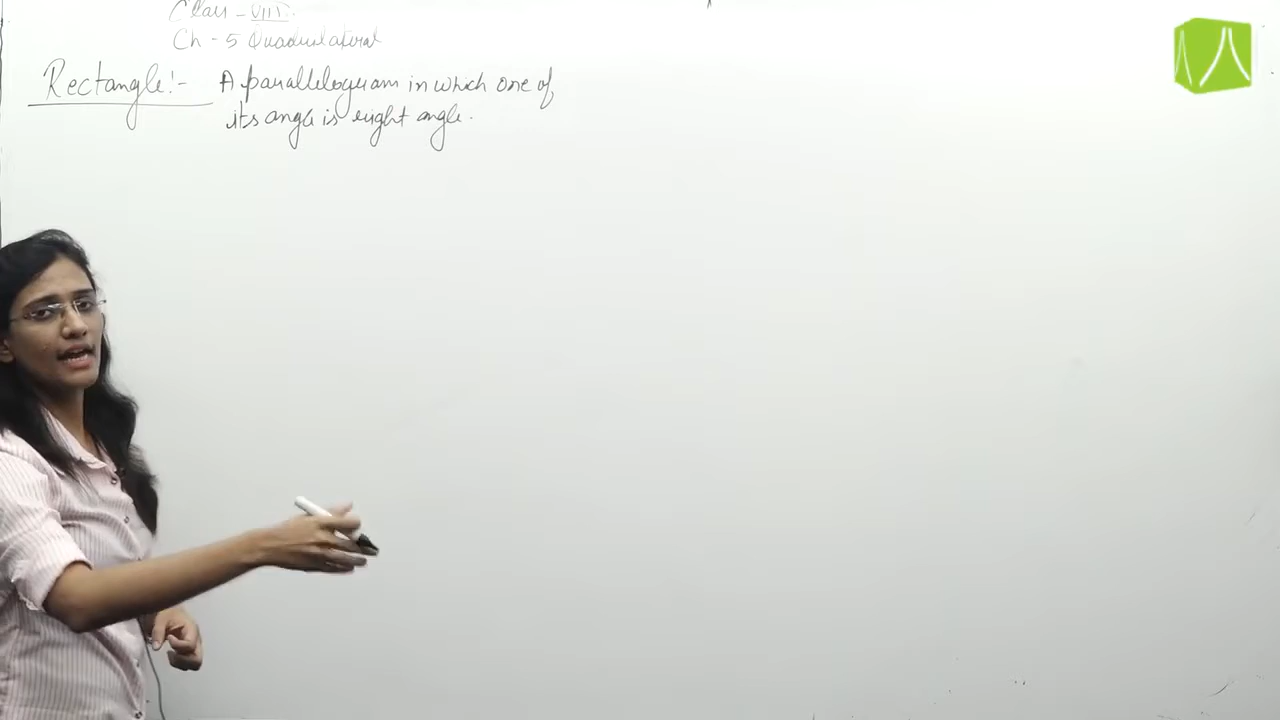 Class - VIII
Ch - 5 Quadrilateral
Rectangle:- A parallelogram in which one of
its angle is right angle.